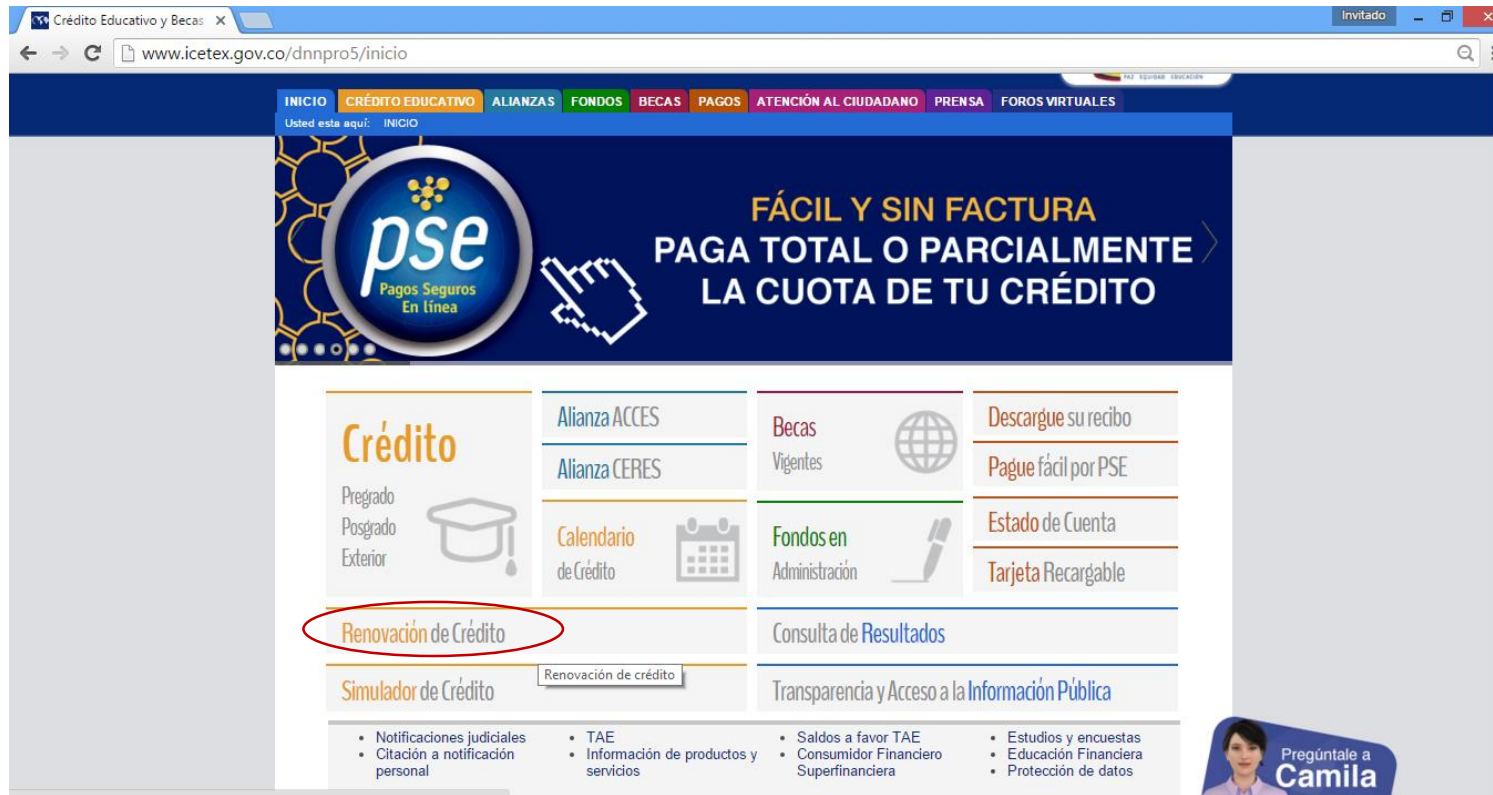 Crédito Educativo y Becas
Invitado
www.icetex.gov.co/dnnpro5/inicio
PAZ EQUIDAD EDUCACIÓN
INICIO CRÉDITO EDUCATIVO ALIANZAS FONDOS BECAS PAGOS ATENCIÓN AL CIUDADANO PRENSA FOROS VIRTUALES
Usted esta aquí: INICIO
pse
Pagos Seguros
En línea
FÁCIL Y SIN FACTURA
PAGA TOTAL O PARCIALMENTE
LA CUOTA DE TU CRÉDITO
Crédito
Pregrado
Posgrado
Exterior
Alianza ACCES
Alianza CERES
Calendario
de Crédito
Becas
Vigentes
Fondos en
Administración
Descargue su recibo
Pague fácil por PSE
Estado de Cuenta
Tarjeta Recargable
Renovación de Crédito
Consulta de Resultados
Renovación de crédito
Simulador de Crédito
Transparencia y Acceso a la Información Pública
• Notificaciones judiciales
• Citación a notificación
personal
• TAE
• Información de productos y
servicios
• Saldos a favor TAE
• Consumidor Financiero
Superfinanciera
• Estudios y encuestas
• Educación Financiera
• Protección de datos
Pregúntale a
Camila